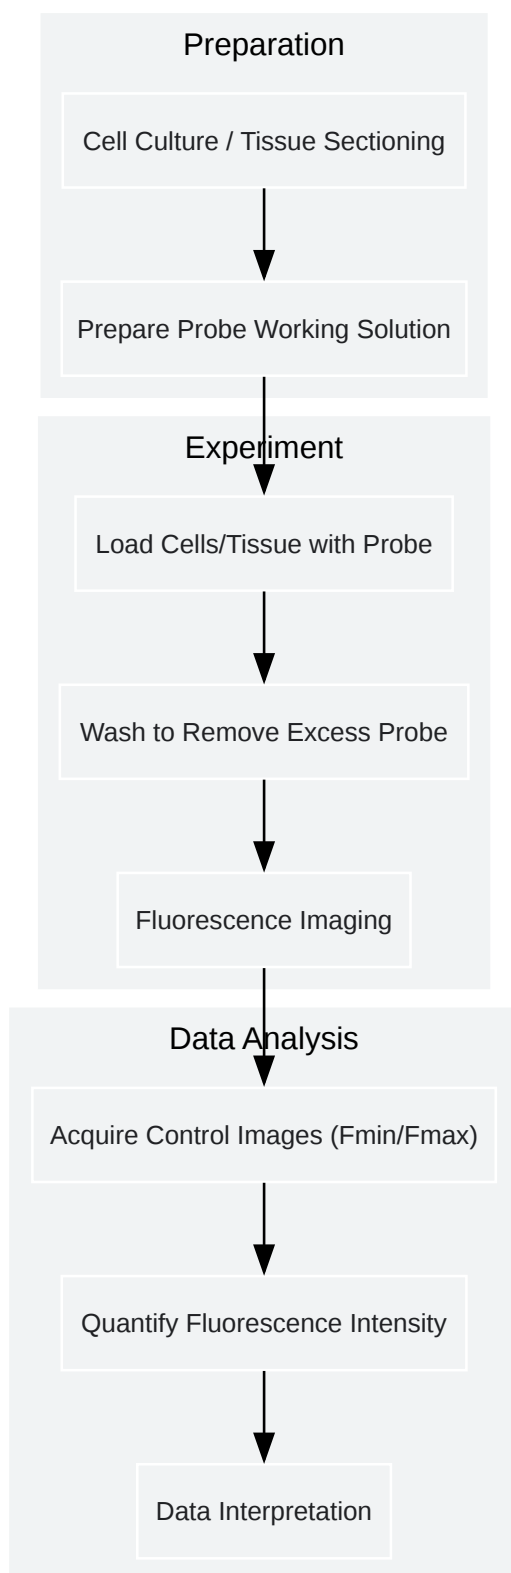 Preparation
Cell Culture / Tissue Sectioning
Prepare Probe Working Solution
Experiment
Load Cells/Tissue with Probe
Wash to Remove Excess Probe
Fluorescence Imaging
Data Analysis
Acquire Control Images (Fmin/Fmax)
Quantify Fluorescence Intensity
Data Interpretation